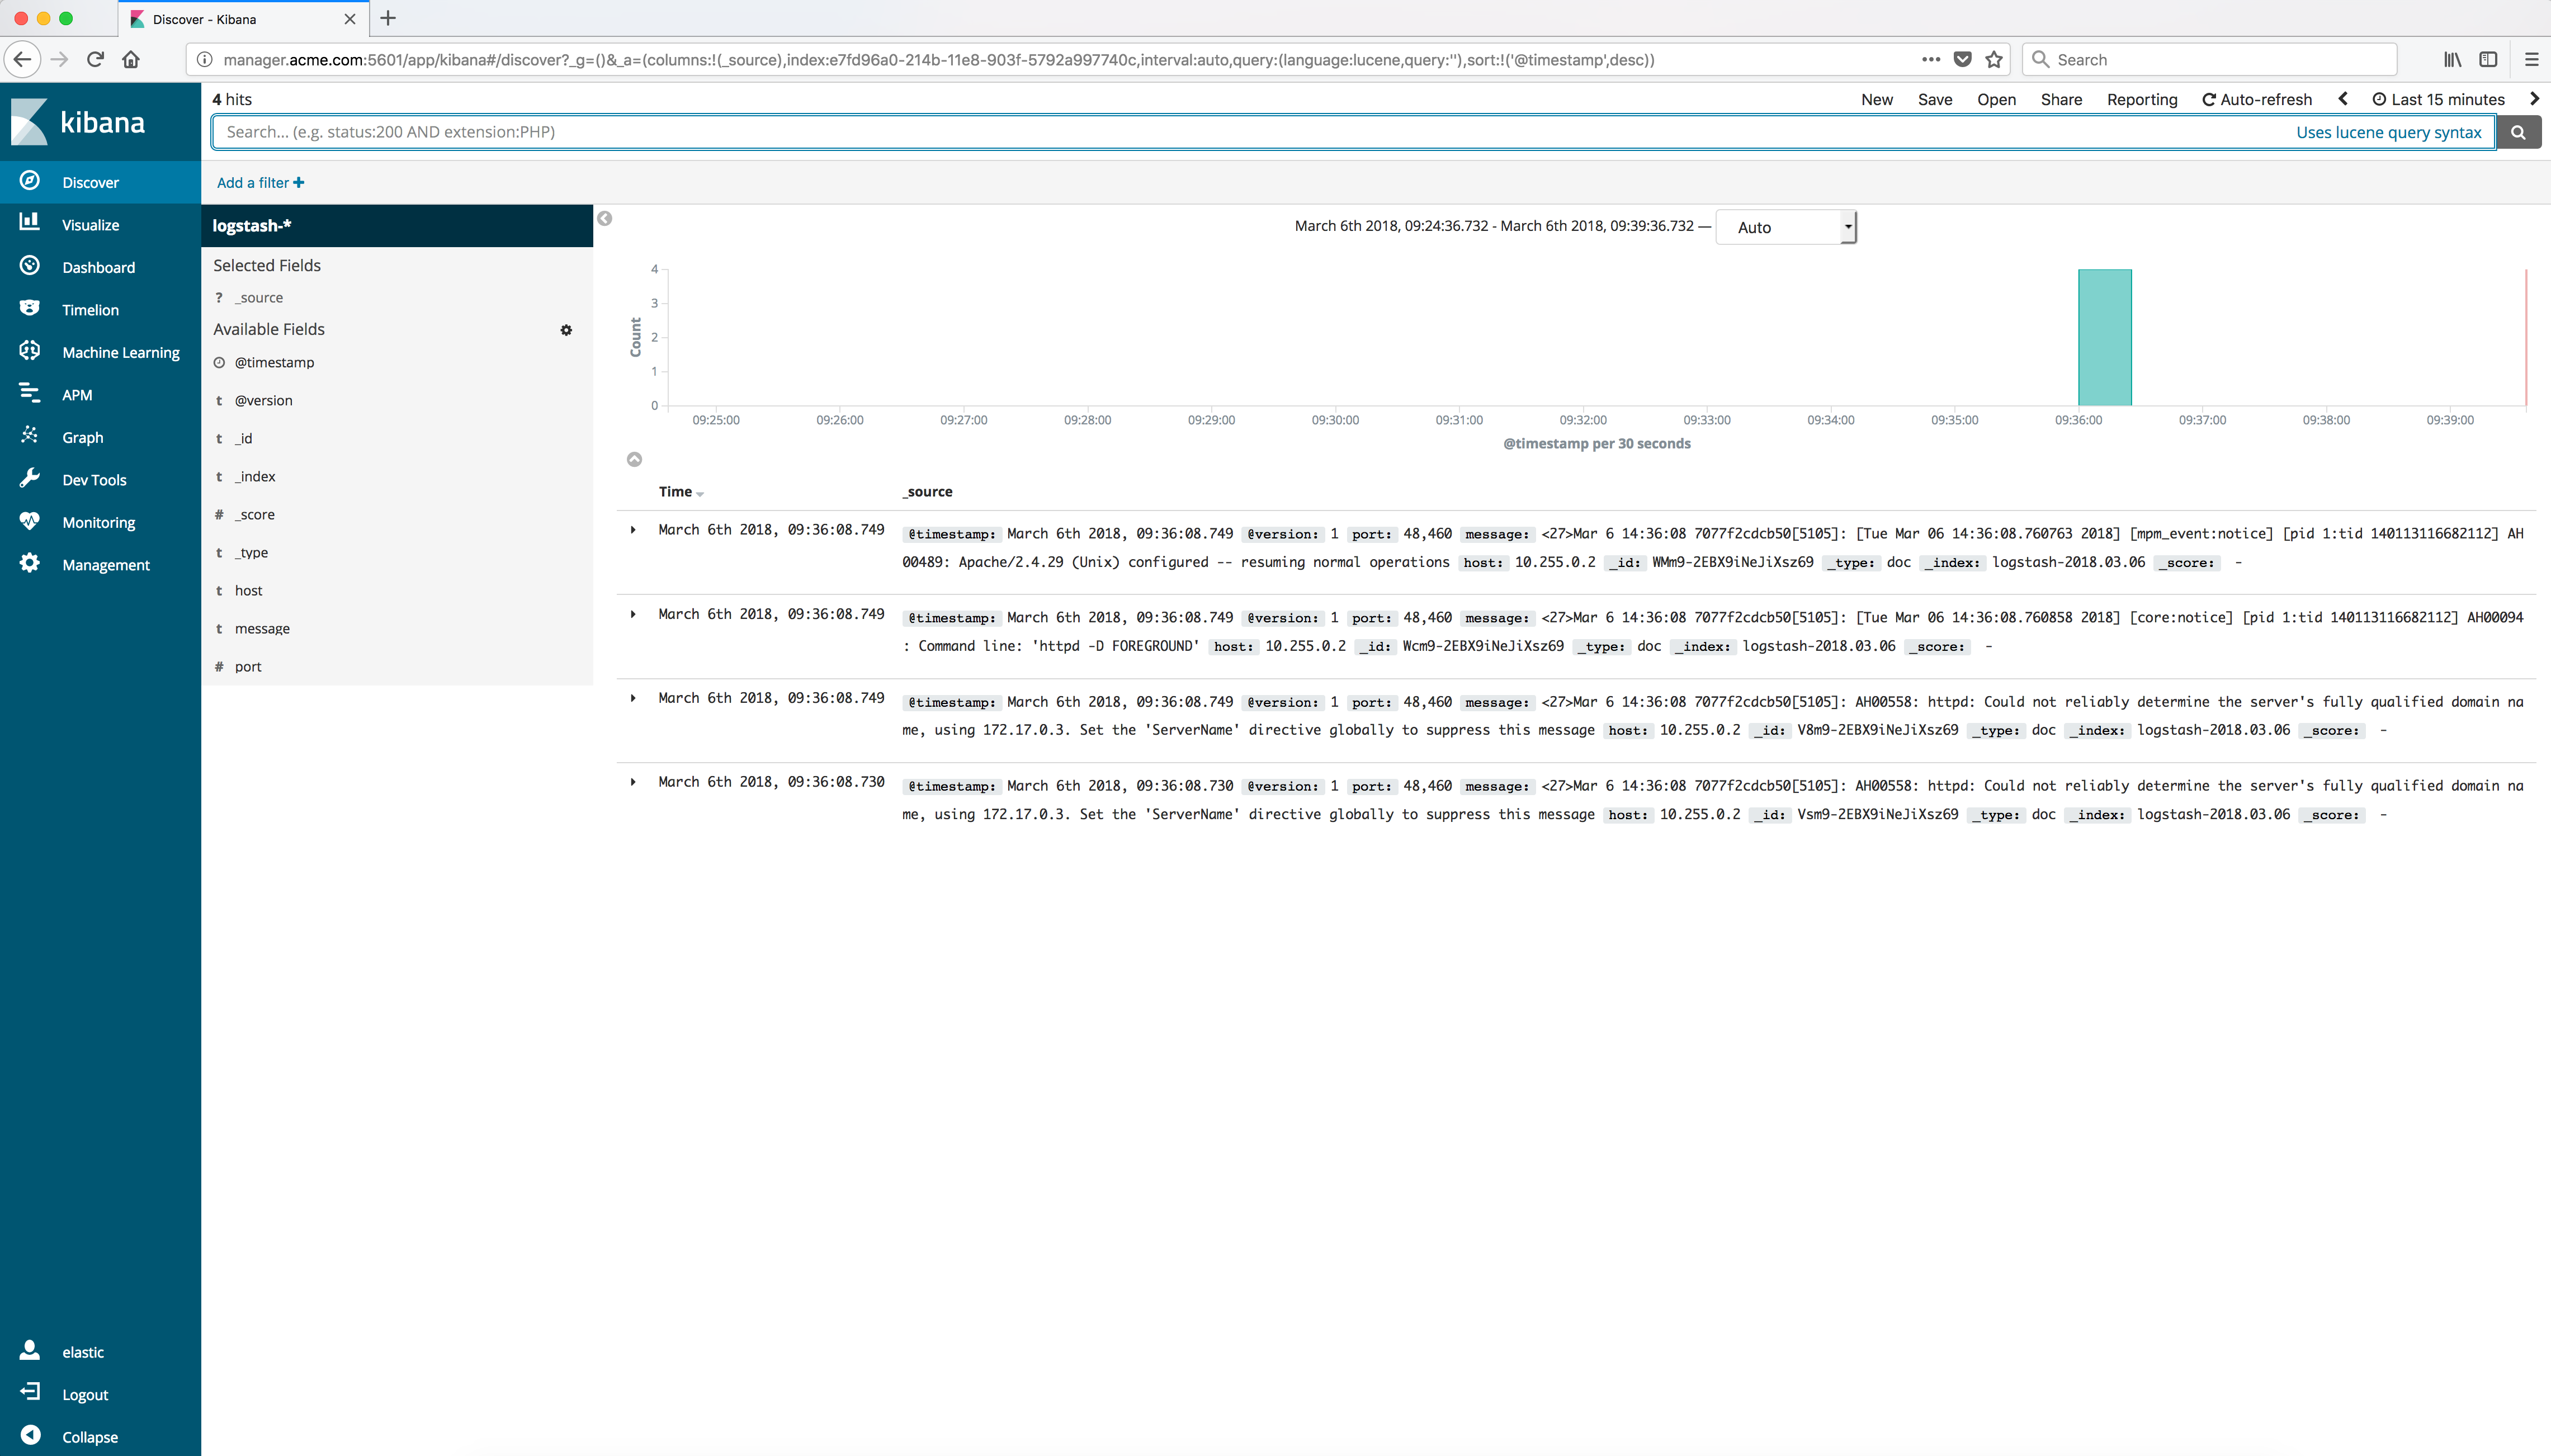 Discover - Kibana
manager.acme.com:5601/app/kibana#/discover?_g=()&_a=(columns:!(_source),index:e7fd96a0-214b-11e8-903f-5792a997740c,interval:auto,query:(language:lucene,query:''),sort:!('@timestamp',desc))
Search
kibana
Discover
Visualize
Dashboard
Timelion
Machine Learning
APM
Graph
Dev Tools
Monitoring
Management
elastic
Logout
Collapse
4 hits
New Save Open Share Reporting Auto-refresh Last 15 minutes
Search... (e.g. status:200 AND extension:PHP) Uses lucene query syntax
Add a filter +
logstash-*
Selected Fields
? _source
Available Fields
@timestamp
t @version
t _id
t _index
# _score
t _type
t host
t message
# port
March 6th 2018, 09:24:36.732 - March 6th 2018, 09:39:36.732 — Auto
Count
4
3
2
1
0
09:25:00 09:26:00 09:27:00 09:28:00 09:29:00 09:30:00 09:31:00 09:32:00 09:33:00 09:34:00 09:35:00 09:36:00 09:37:00 09:38:00 09:39:00
@timestamp per 30 seconds
Time _source
March 6th 2018, 09:36:08.749 @timestamp: March 6th 2018, 09:36:08.749 @version: 1 port: 48,460 message: <27>Mar 6 14:36:08 7077f2cdcb50[5105]: [Tue Mar 06 14:36:08.760763 2018] [mpm_event:notice] [pid 1:tid 140113116682112] AH
00489: Apache/2.4.29 (Unix) configured -- resuming normal operations host: 10.255.0.2 _id: WMm9-2EBX9iNeJiXsz69 _type: doc _index: logstash-2018.03.06 _score: -
March 6th 2018, 09:36:08.749 @timestamp: March 6th 2018, 09:36:08.749 @version: 1 port: 48,460 message: <27>Mar 6 14:36:08 7077f2cdcb50[5105]: [Tue Mar 06 14:36:08.760858 2018] [core:notice] [pid 1:tid 140113116682112] AH00094
: Command line: 'httpd -D FOREGROUND' host: 10.255.0.2 _id: Wcm9-2EBX9iNeJiXsz69 _type: doc _index: logstash-2018.03.06 _score: -
March 6th 2018, 09:36:08.749 @timestamp: March 6th 2018, 09:36:08.749 @version: 1 port: 48,460 message: <27>Mar 6 14:36:08 7077f2cdcb50[5105]: AH00558: httpd: Could not reliably determine the server's fully qualified domain na
me, using 172.17.0.3. Set the 'ServerName' directive globally to suppress this message host: 10.255.0.2 _id: V8m9-2EBX9iNeJiXsz69 _type: doc _index: logstash-2018.03.06 _score: -
March 6th 2018, 09:36:08.730 @timestamp: March 6th 2018, 09:36:08.730 @version: 1 port: 48,460 message: <27>Mar 6 14:36:08 7077f2cdcb50[5105]: AH00558: httpd: Could not reliably determine the server's fully qualified domain na
me, using 172.17.0.3. Set the 'ServerName' directive globally to suppress this message host: 10.255.0.2 _id: Vsm9-2EBX9iNeJiXsz69 _type: doc _index: logstash-2018.03.06 _score: -